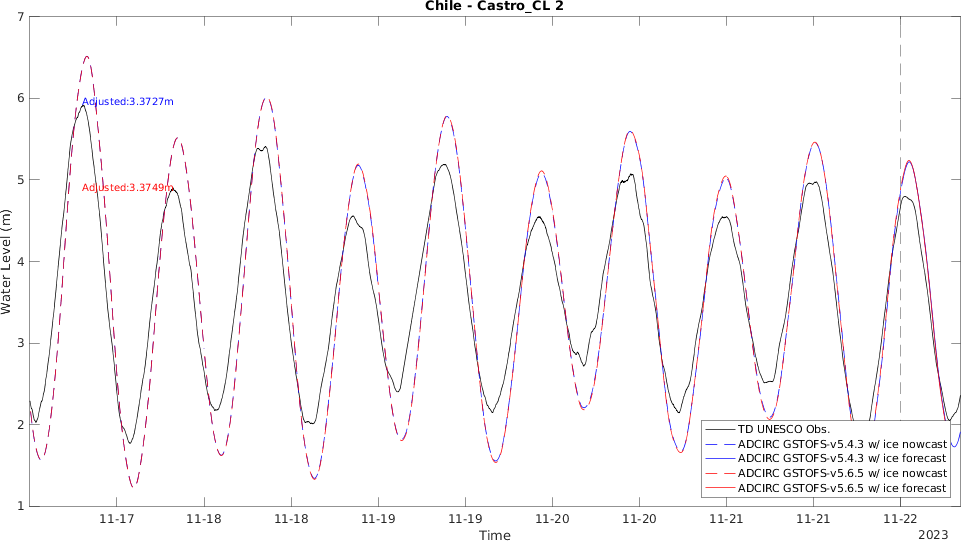 Chile - Castro_CL 2
7
6
5
4
3
2
1
Water Level (m)
Adjusted:3.3727m
Adjusted:3.3749m
TD UNESCO Obs.
ADCIRC GSTOFS-v5.4.3 w/ ice nowcast
ADCIRC GSTOFS-v5.4.3 w/ ice forecast
ADCIRC GSTOFS-v5.6.5 w/ ice nowcast
ADCIRC GSTOFS-v5.6.5 w/ ice forecast
11-17 11-18 11-18 11-19 11-19 11-20 11-20 11-21 11-21 11-22
Time
2023